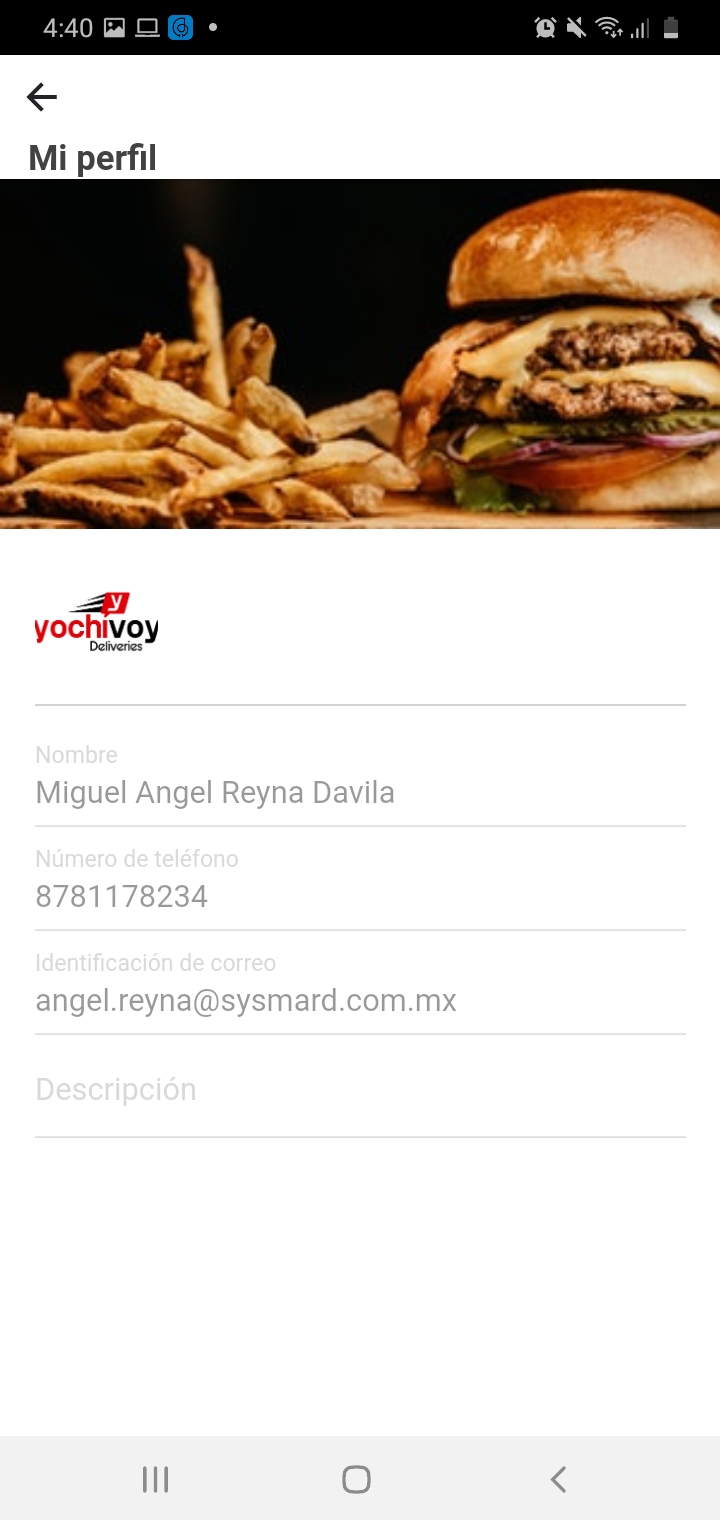 4:40
Mi perfil
y
yochivoy
Deliveries
Nombre
Miguel Angel Reyna Davila
Número de teléfono
8781178234
Identificación de correo
angel.reyna@sysmard.com.mx
Descripción